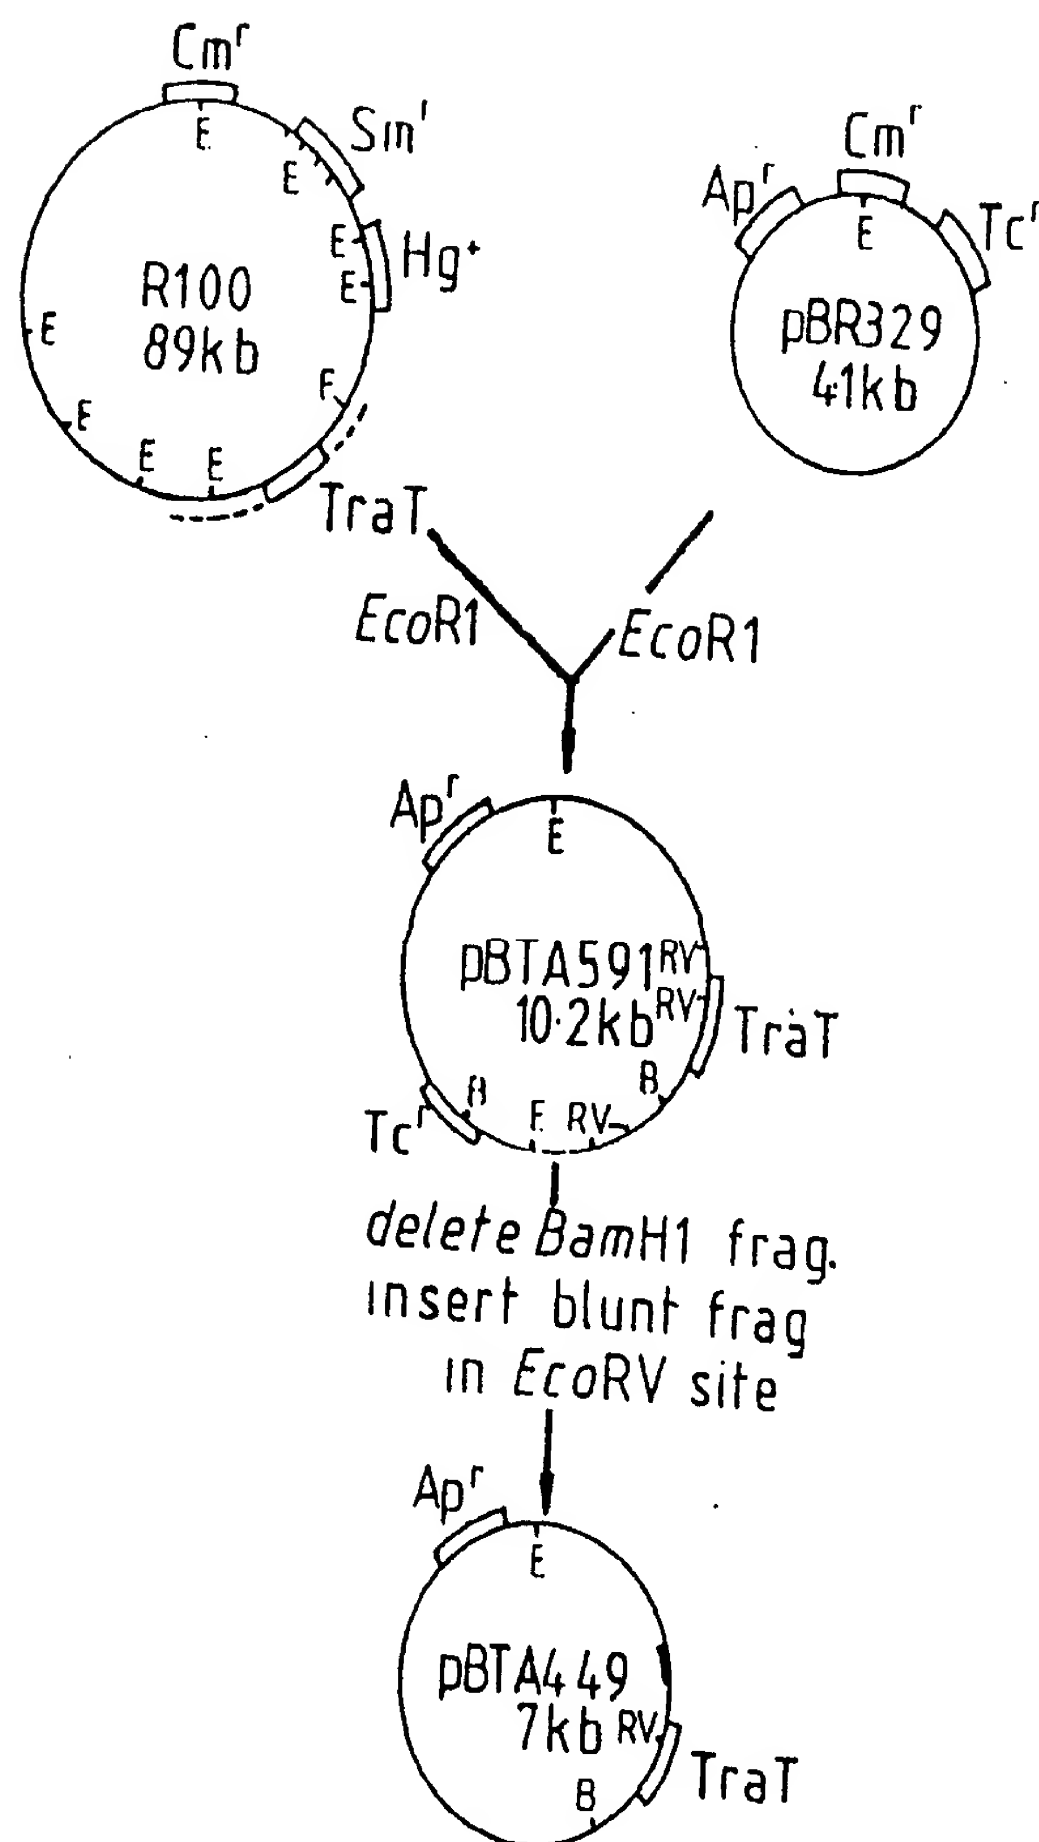 Cmʳ
E
Smʳ
E
E
Hg⁺
E
R100
89kb
E
F
E
E
E
TraT
Cmʳ
Apʳ
E
Tcʳ
pBR329
4·1kb
EcoR1
EcoR1
Apʳ
E
pBTA591
RV
10·2kb
RV
TraT
B
B
Tcʳ
E
RV
delete BamH1 frag.
insert blunt frag
in EcoRV site
Apʳ
E
pBTA449
7kb
RV
TraT
B